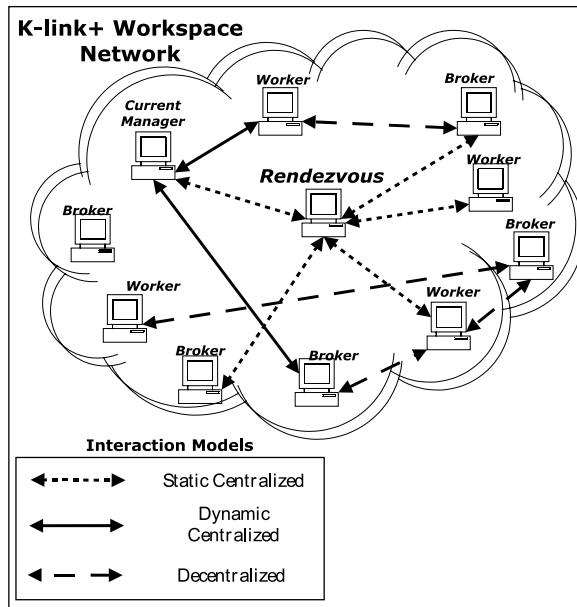 K-link+ Workspace
Network
Worker
Broker
Current
Manager
Rendezvous
Worker
Broker
Broker
Worker
Worker
Broker
Broker
Interaction Models
Static Centralized
Dynamic
Centralized
Decentralized